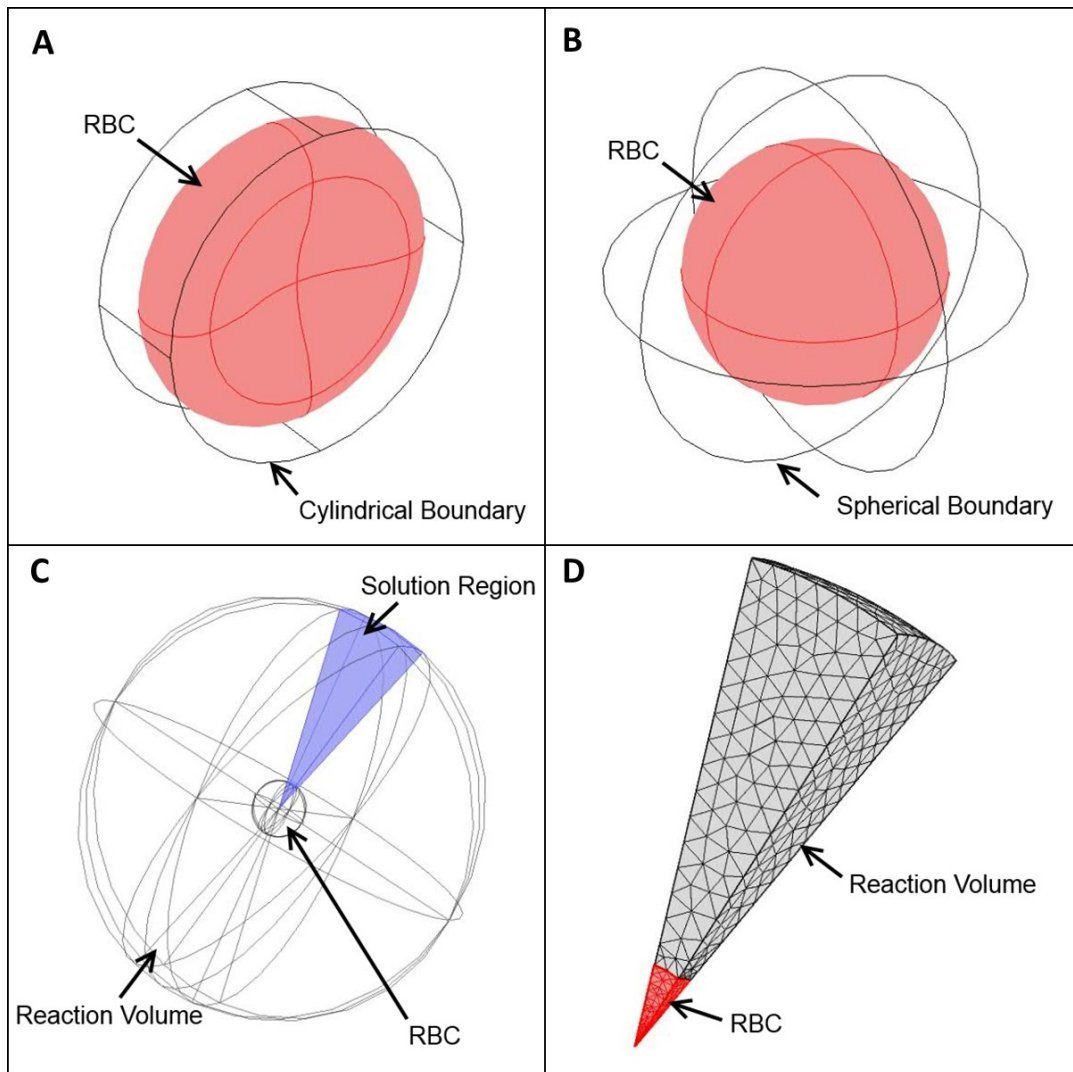 A
RBC
Cylindrical Boundary
B
RBC
Spherical Boundary
C
Solution Region
Reaction Volume
RBC
D
Reaction Volume
RBC